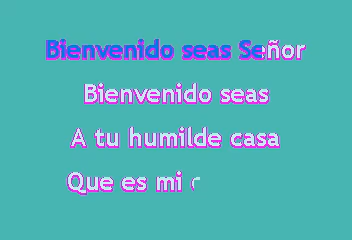 Bienvenido seas Señor
Bienvenido seas
A tu humilde casa
Que es mi